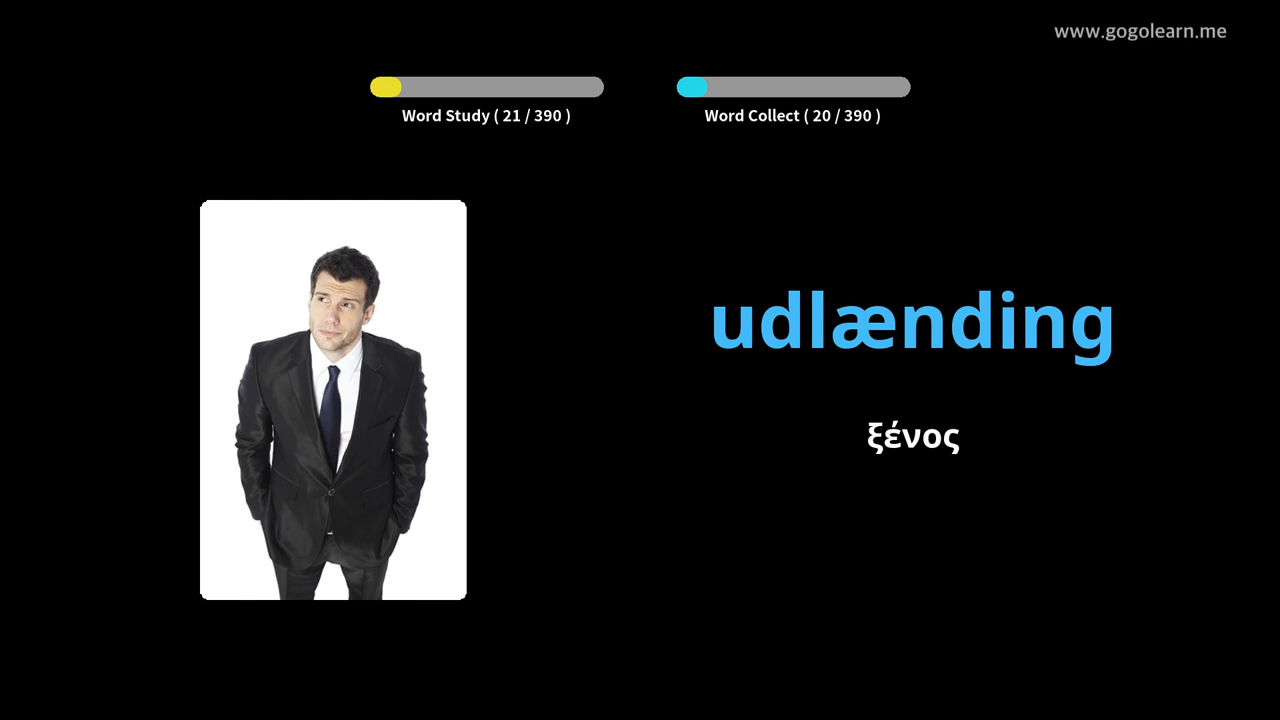 www.gogolearn.me
Word Study ( 21 / 390 )
Word Collect ( 20 / 390 )
udlænding
ξένος